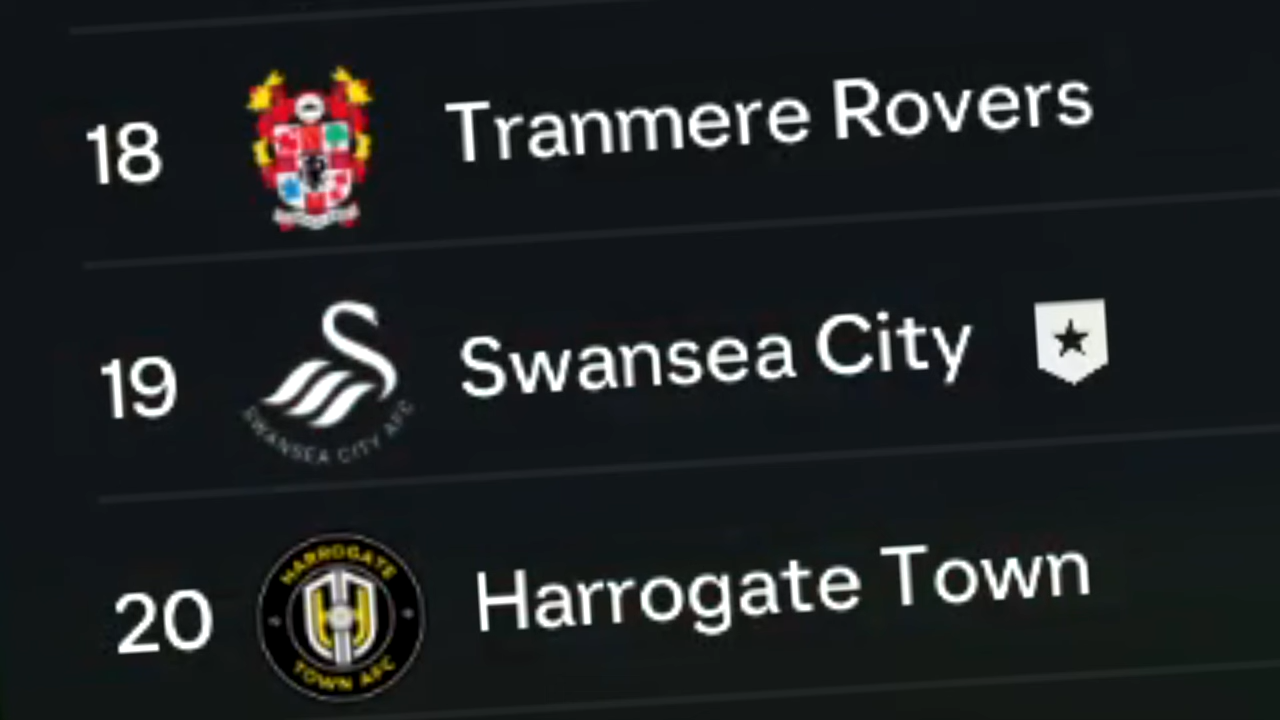 18 Tranmere Rovers
19 Swansea City
SWANSEA CITY AFC
20 Harrogate Town
HARROGATE
TOWN AFC